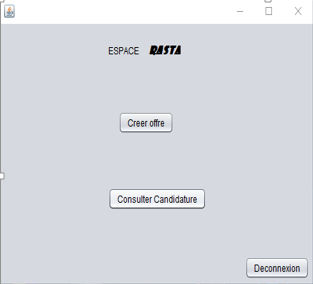 ESPACE RASTA
Creer offre
Consulter Candidature
Deconnexion